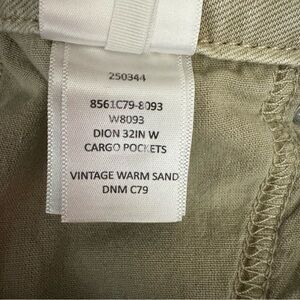 250344
8561C79-8093
W8093
DION 32IN W
CARGO POCKETS
VINTAGE WARM SAND
DNM C79